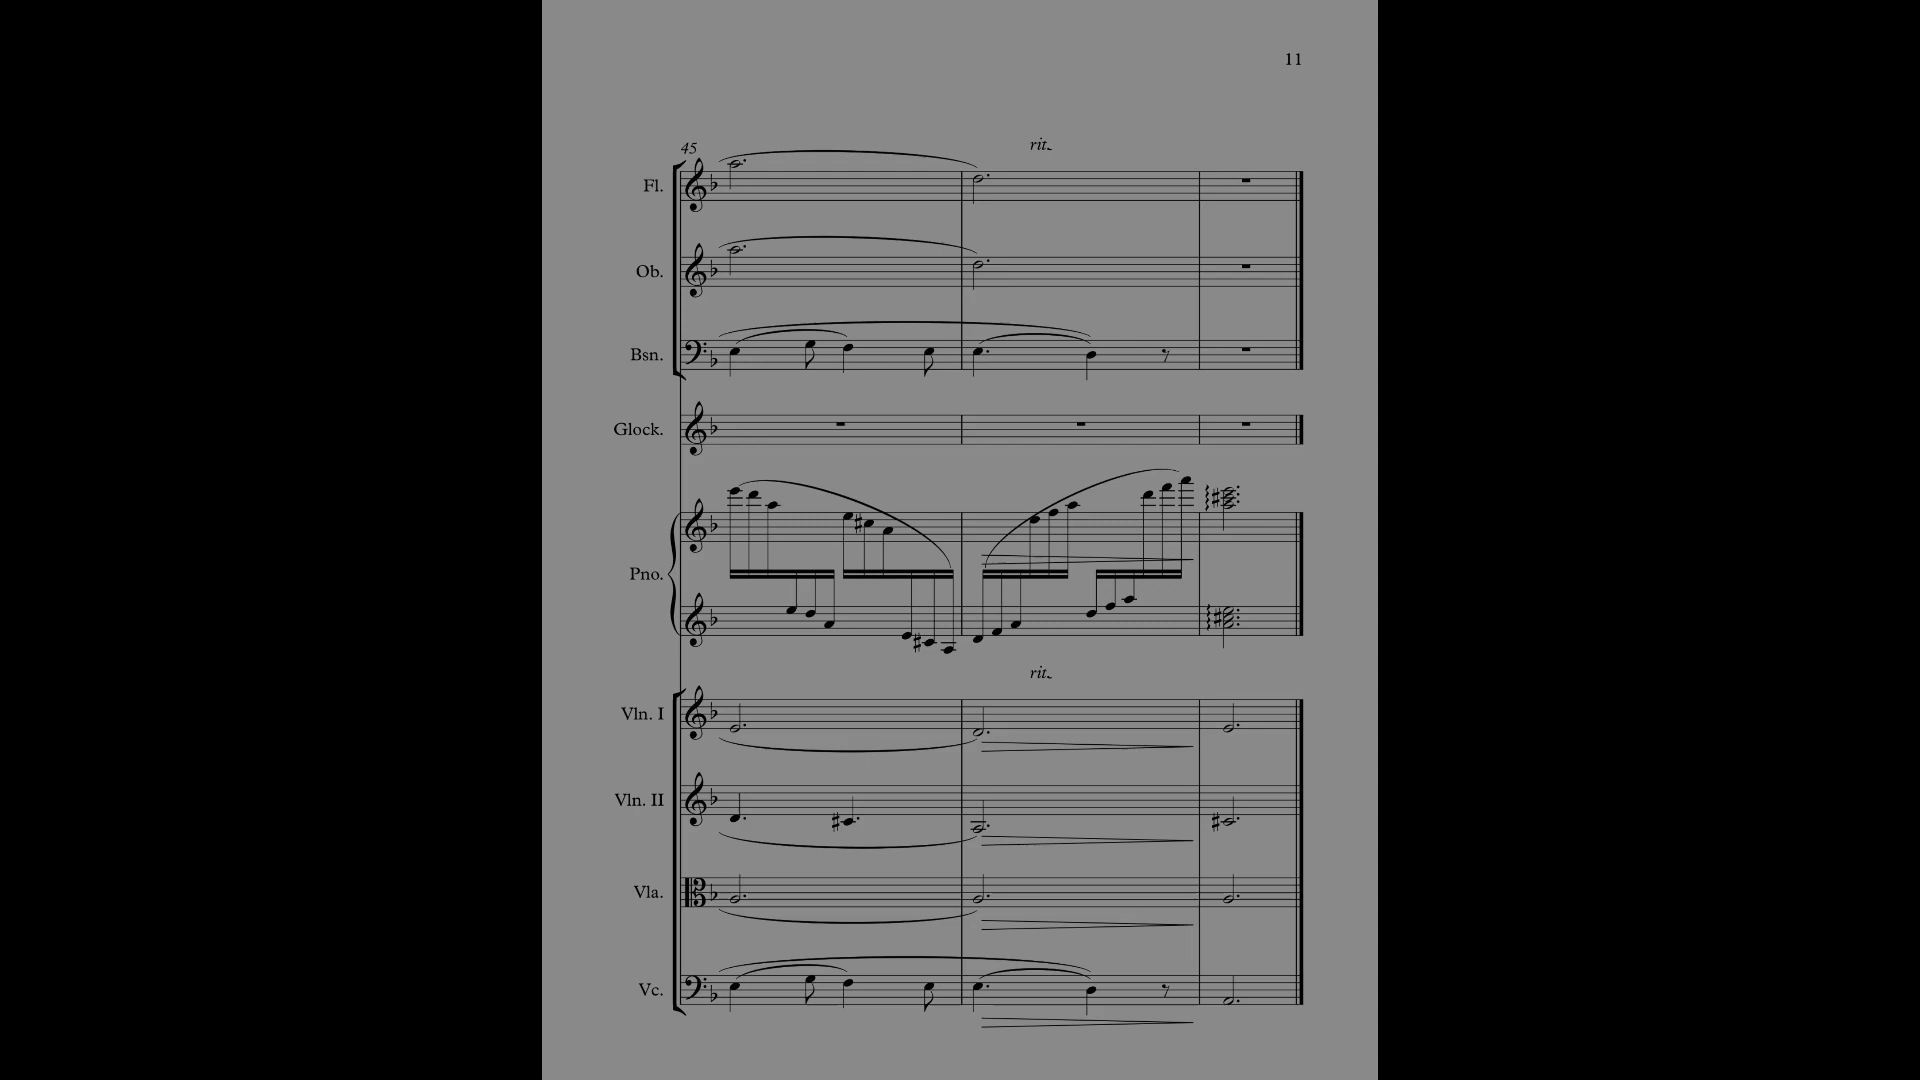 11
45
rit.
Fl.
Ob.
Bsn.
Glock.
Pno.
rit.
Vln. I
Vln. II
Vla.
Vc.